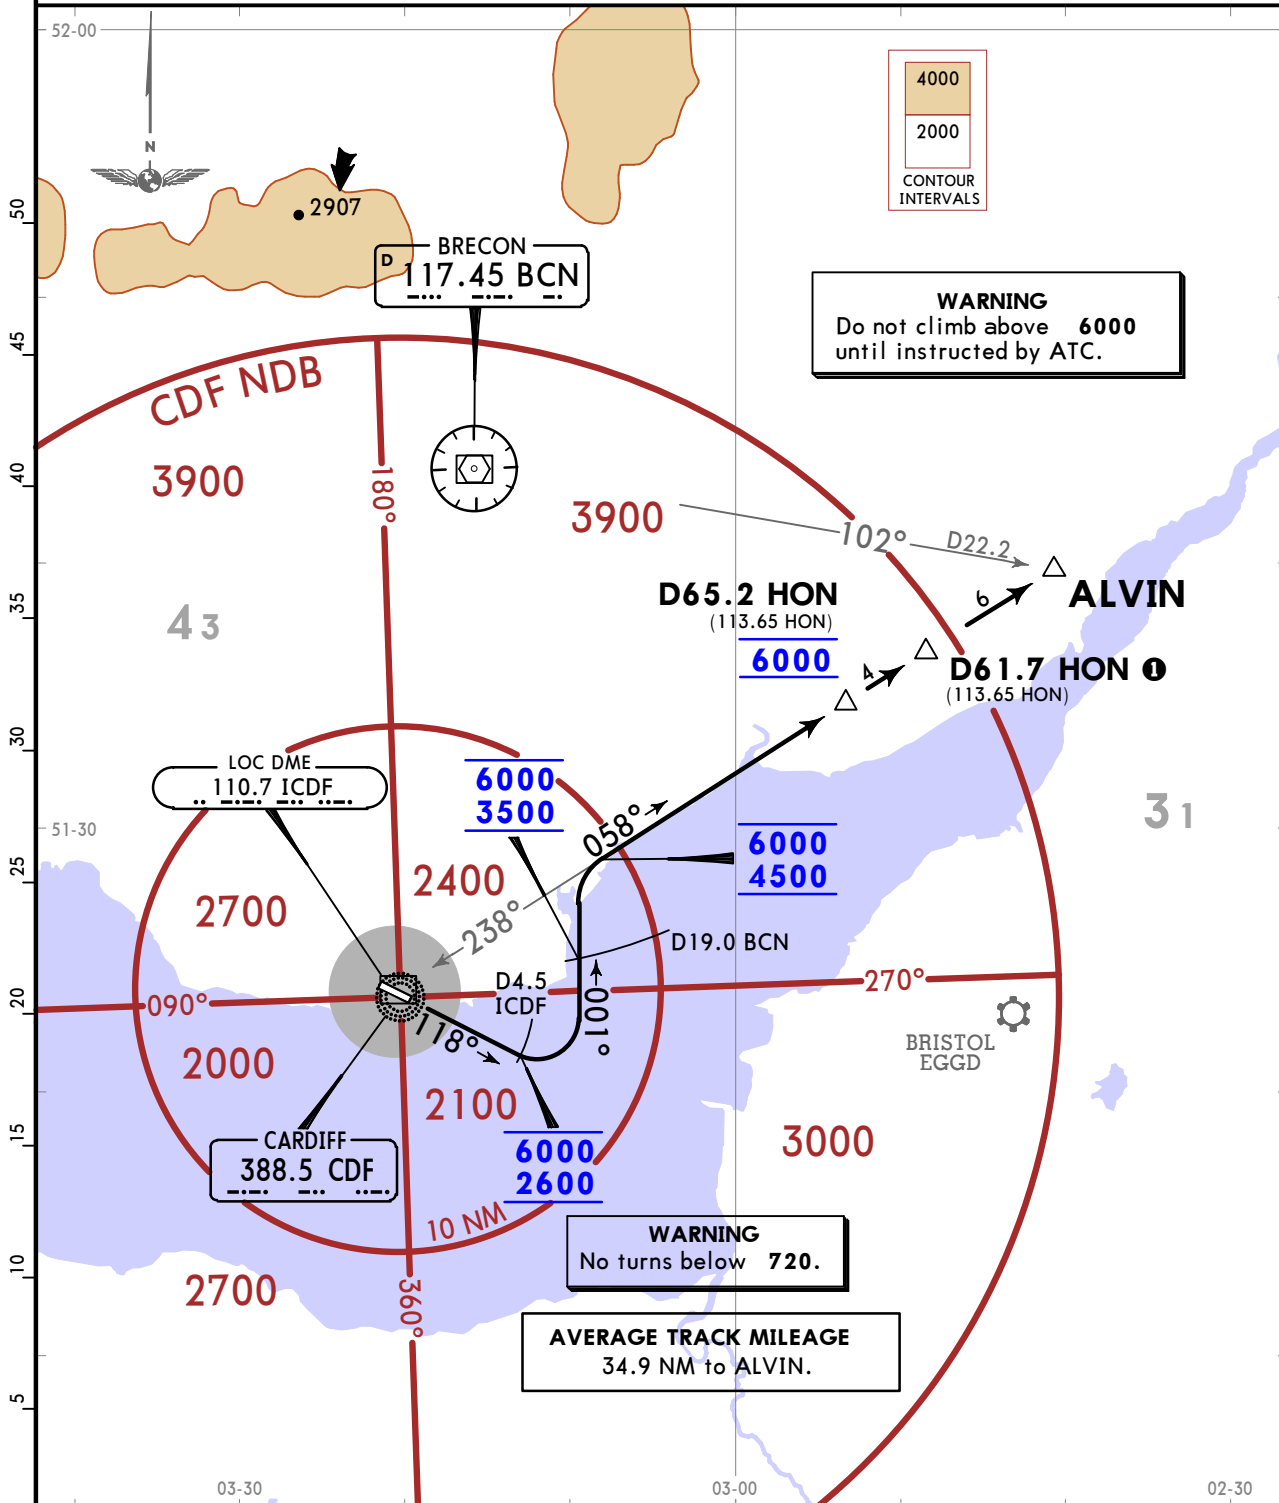 52-00
N
4000
2000
CONTOUR
INTERVALS
50
2907
BRECON
D
117.45 BCN
WARNING
Do not climb above 6000
until instructed by ATC.
45
CDF NDB
40
3900
180°
3900
102°
D22.2
6
ALVIN
D65.2 HON
(113.65 HON)
6000
35
43
4
D61.7 HON ❶
(113.65 HON)
30
LOC DME
110.7 ICDF
6000
3500
31
51-30
058°
6000
4500
25
2400
2700
238°
D19.0 BCN
D4.5
ICDF
270°
20
090°
118°
001°
BRISTOL
EGGD
2000
2100
15
CARDIFF
388.5 CDF
6000
2600
3000
10 NM
WARNING
No turns below 720.
10
2700
360°
AVERAGE TRACK MILEAGE
34.9 NM to ALVIN.
5
03-30
03-00
02-30